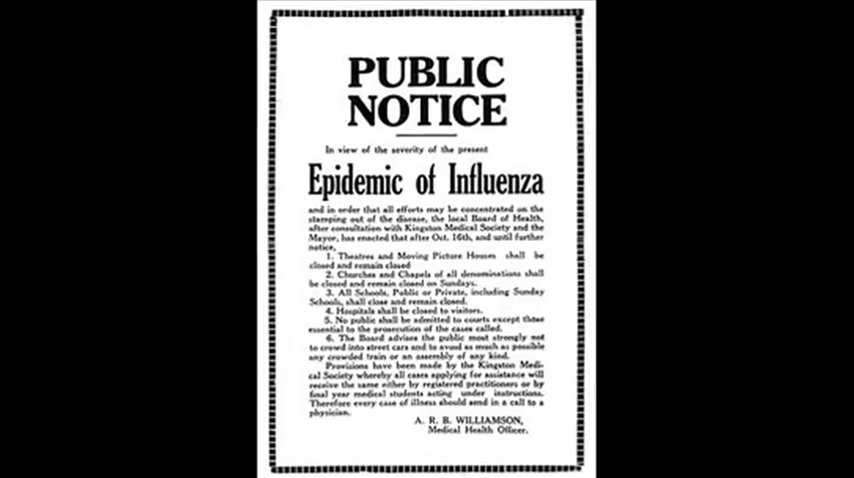 PUBLIC
NOTICE
In view of the severity of the present
Epidemic of Influenza
and in order that all efforts may be concentrated on the
stamping out of the disease, the local Board of Health,
after consultation with Kingston Medical Society and the
Mayor, has enacted that after Oct. 16th, and until further
notice,
1. Theatres and Moving Picture Houses shall be
closed and remain closed
2. Churches and Chapels of all denominations shall
be closed and remain closed on Sundays.
3. All Schools, Public or Private, including Sunday
Schools, shall close and remain closed.
4. Hospitals shall be closed to visitors.
5. No public shall be admitted to courts except those
essential to the prosecution of the cases called.
6. The Board advises the public most strongly not
to crowd into street cars and to avoid as much as possible
any crowded train or an assembly of any kind.
Provisions have been made by the Kingston Medi-
cal Society whereby all cases applying for assistance will
receive the same either by registered practitioners or by
final year medical students acting under instructions.
Therefore every case of illness should send in a call to a
physician.
A. R. B. WILLIAMSON,
Medical Health Officer.